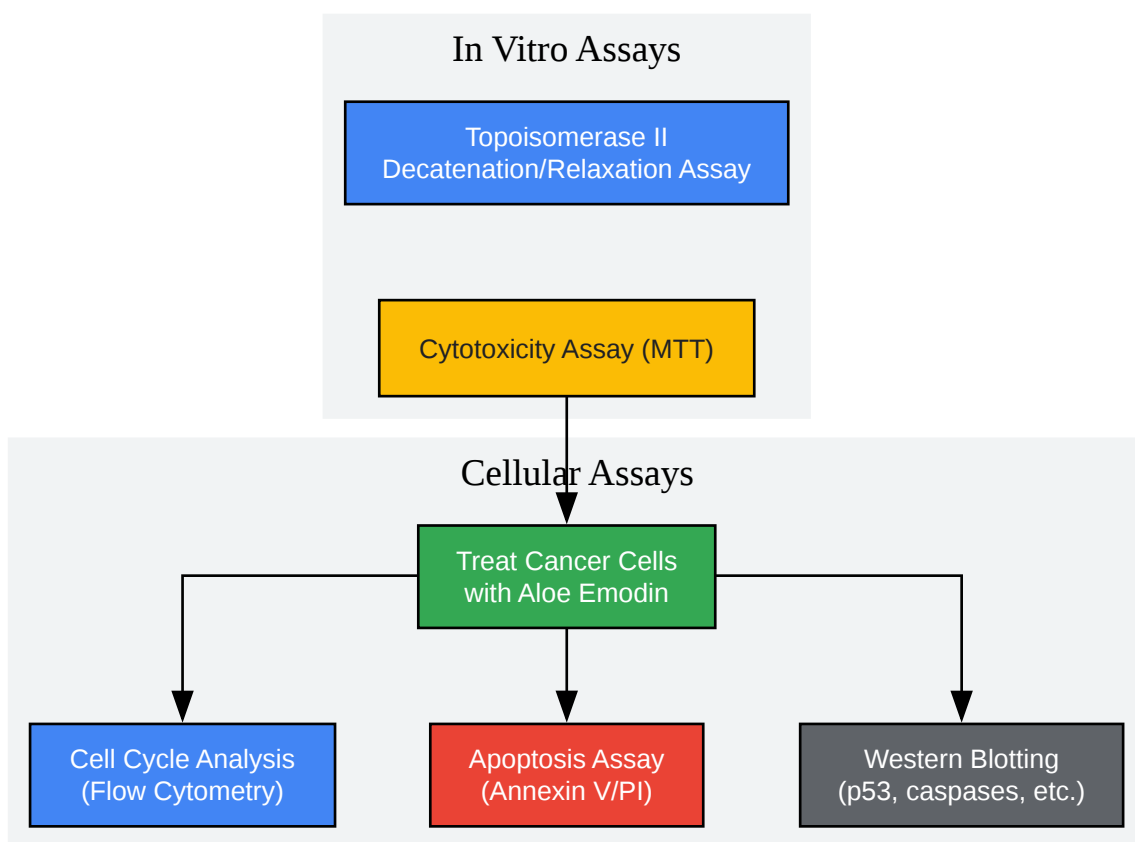 In Vitro Assays
Topoisomerase II
Decatenation/Relaxation Assay
Cytotoxicity Assay (MTT)
Cellular Assays
Treat Cancer Cells
with Aloe Emodin
Cell Cycle Analysis
(Flow Cytometry)
Apoptosis Assay
(Annexin V/PI)
Western Blotting
(p53, caspases, etc.)